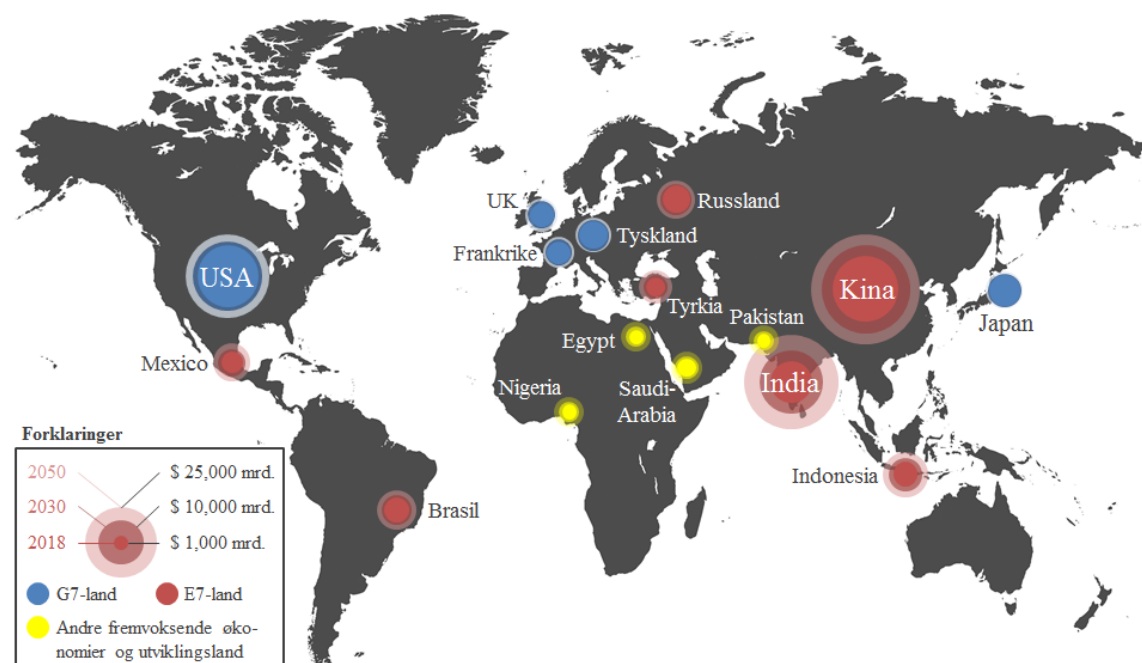 UK
Russland
Tyskland
Frankrike
USA
Kina
Tyrkia
Pakistan
Japan
Egypt
Mexico
India
Nigeria
Saudi-
Arabia
Indonesia
Brasil
Forklaringer
2050 $ 25,000 mrd.
2030 $ 10,000 mrd.
2018 $ 1,000 mrd.
G7-land E7-land
Andre fremvoksende øko-
nomier og utviklingsland